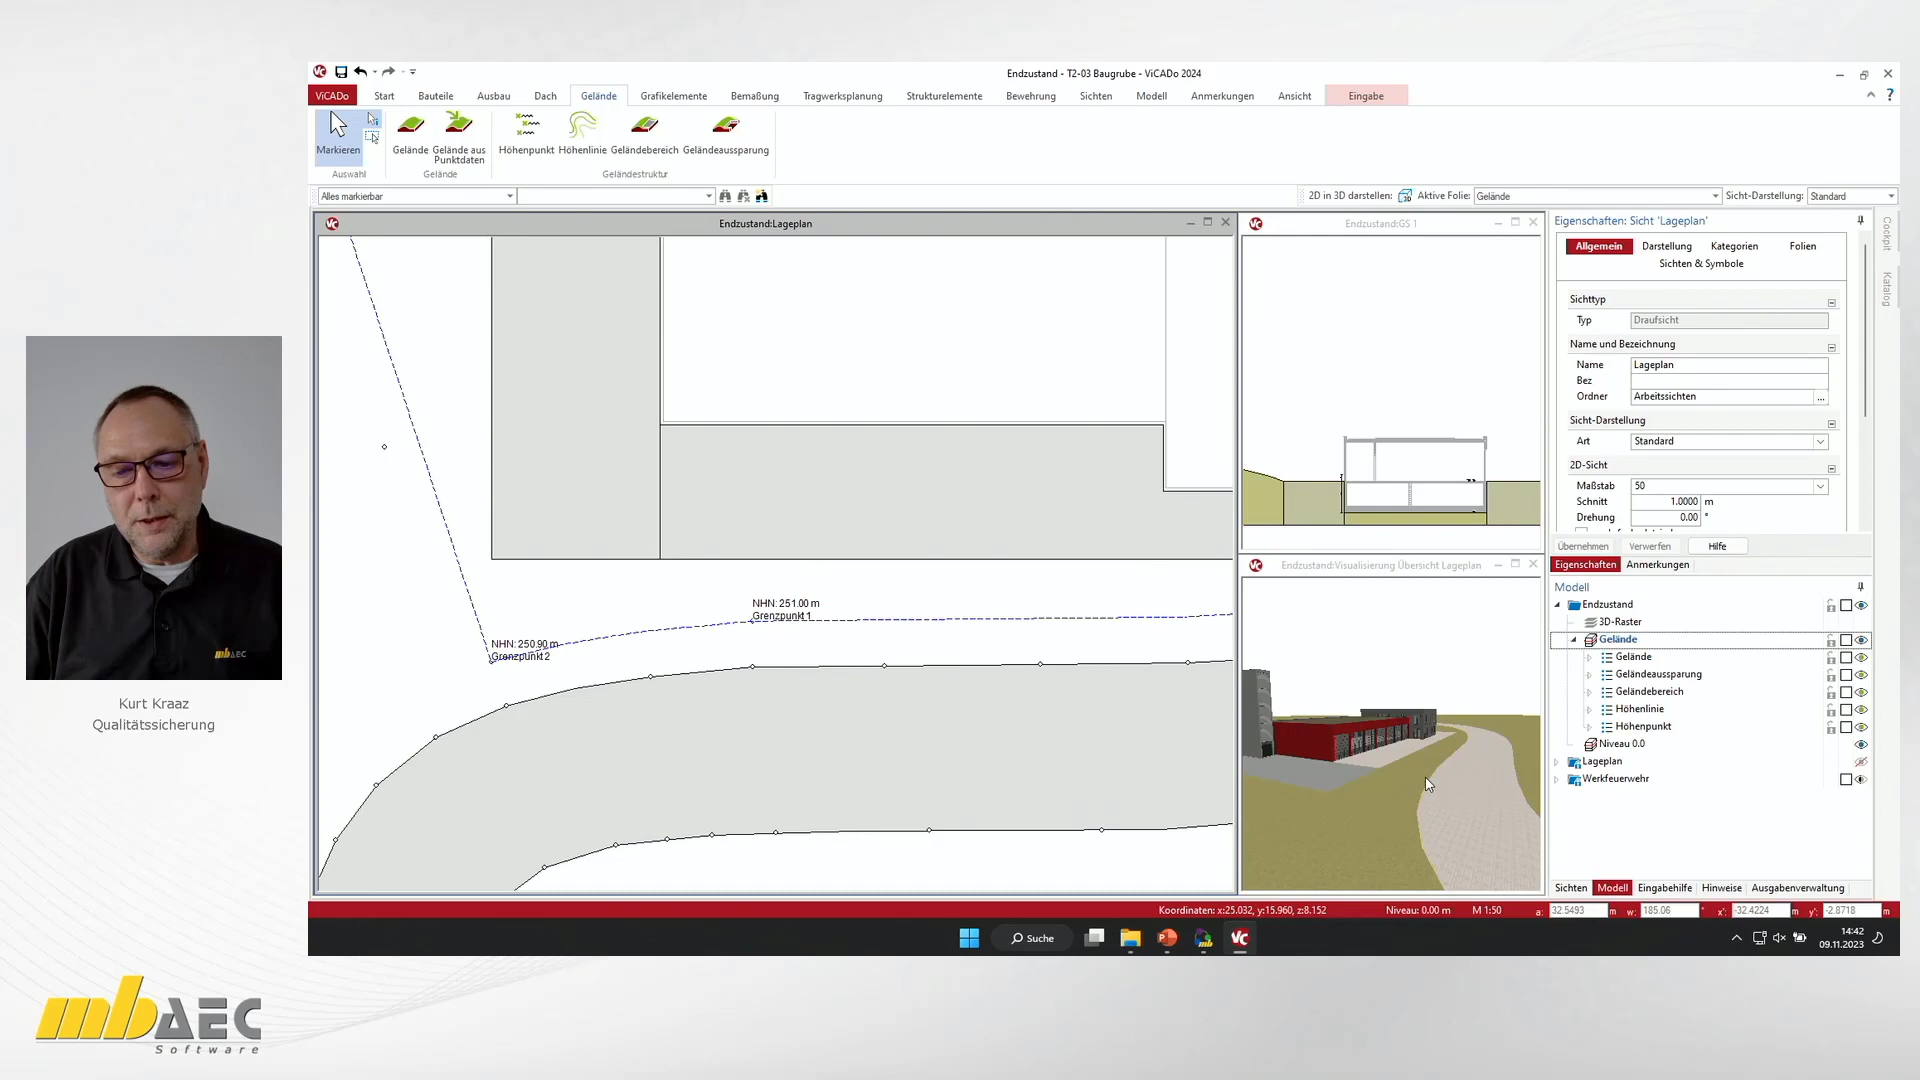 Endzustand - T2-03 Baugrube - ViCADo 2024
ViCADo Start Bauteile Ausbau Dach Gelände Grafikelemente Bemaßung Tragwerksplanung Strukturelemente Bewehrung Sichten Modell Anmerkungen Ansicht Eingabe
Markieren Gelände Gelände aus Höhenpunkt Höhenlinie Geländebereich Geländeaussparung
Punktdaten
Auswahl Gelände Geländestruktur
Alles markierbar 2D in 3D darstellen: Aktive Folie: Gelände Sicht-Darstellung: Standard
Endzustand:Lageplan
NHN: 251.00 m
Grenzpunkt1
NHN: 250.90 m
Grenzpunkt2
Endzustand:GS 1
Endzustand:Visualisierung Übersicht Lageplan
Eigenschaften: Sicht 'Lageplan'
Allgemein Darstellung Kategorien Folien
Sichten & Symbole
Sichttyp
Typ Draufsicht
Name und Bezeichnung
Name Lageplan
Bez
Ordner Arbeitssichten ...
Sicht-Darstellung
Art Standard
2D-Sicht
Maßstab 50
Schnitt 1.0000 m
Drehung 0.00 °
Übernehmen Verwerfen Hilfe
Eigenschaften Anmerkungen
Modell
Endzustand
3D-Raster
Gelände
Gelände
Geländeaussparung
Geländebereich
Höhenlinie
Höhenpunkt
Niveau 0.0
Lageplan
Werkfeuerwehr
Sichten Modell Eingabehilfe Hinweise Ausgabenverwaltung
Cockpit
Katalog
Koordinaten: x:25.032, y:15.960, z:8.152 Niveau: 0.00 m M 1:50 a: 32.5493 m w: 185.06 ° x': -32.4224 m y': -2.8718 m
Suche
14:42
09.11.2023
mbAEC
Kurt Kraaz
Qualitätssicherung
mbAEC
Software